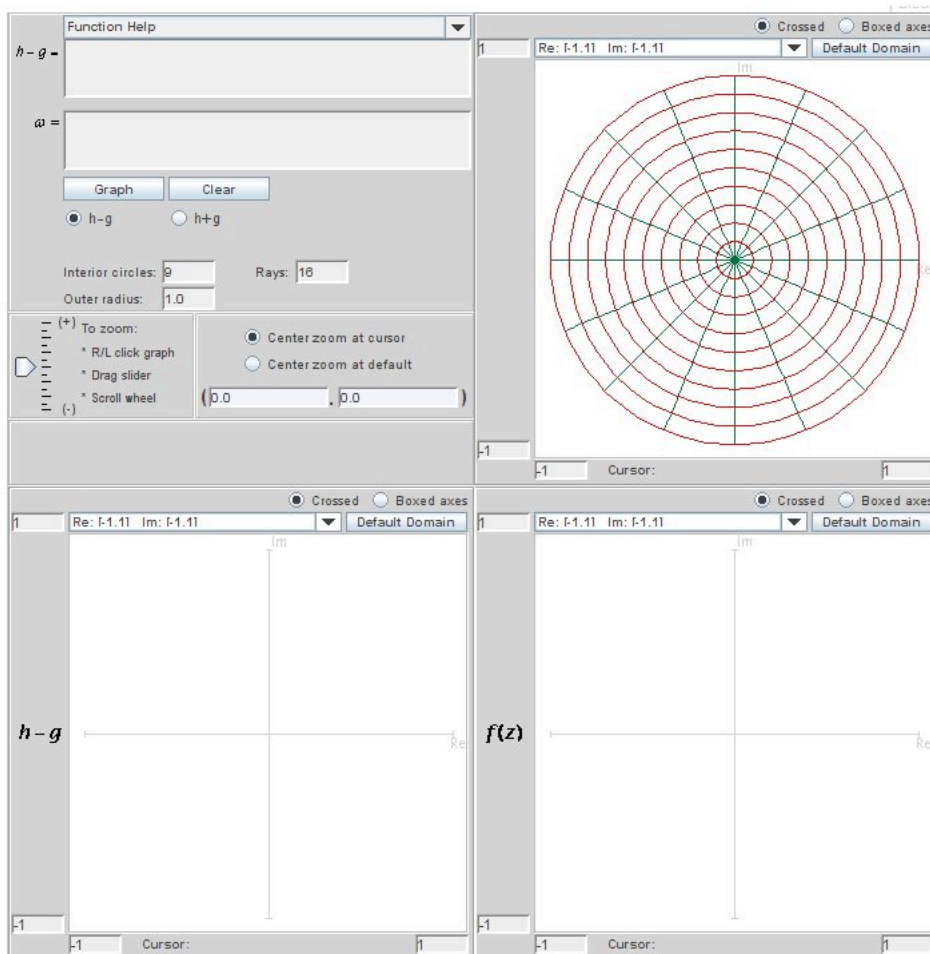 Function Help
h – g =
ω =
Graph Clear
h-g h+g
Interior circles: 9 Rays: 16
Outer radius: 1.0
(+) To zoom:
* R/L click graph
* Drag slider
* Scroll wheel
(-)
Center zoom at cursor
Center zoom at default
(0.0 . 0.0 )
Crossed Boxed axes
1 Re: [-1.1] Im: [-1.1] Default Domain
Im
Re
-1
-1 Cursor: 1
Crossed Boxed axes
1 Re: [-1.1] Im: [-1.1] Default Domain
Im
h – g
Re
-1
-1 Cursor: 1
Crossed Boxed axes
1 Re: [-1.1] Im: [-1.1] Default Domain
Im
f(z)
Re
-1
-1 Cursor: 1